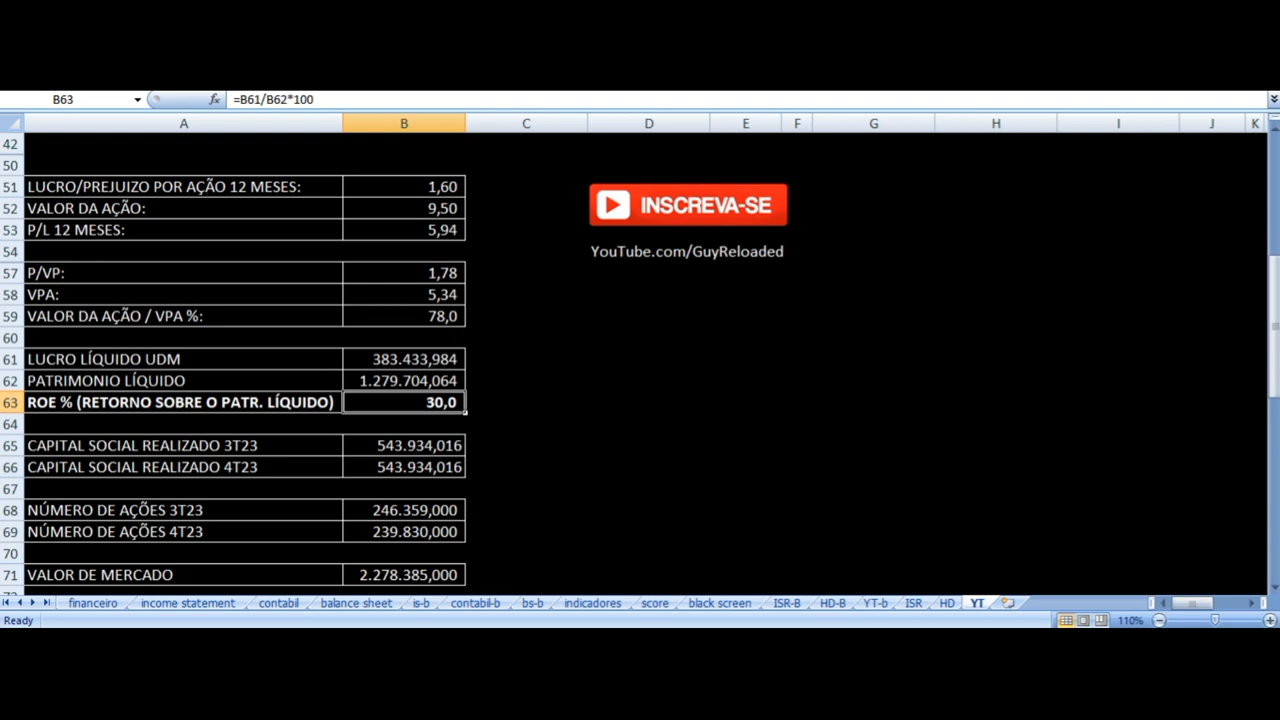 B63 fx =B61/B62*100
A B C D E F G H I J K
42
50
51 LUCRO/PREJUIZO POR AÇÃO 12 MESES: 1,60
52 VALOR DA AÇÃO: 9,50
53 P/L 12 MESES: 5,94
INSCREVA-SE
YouTube.com/GuyReloaded
54
57 P/VP: 1,78
58 VPA: 5,34
59 VALOR DA AÇÃO / VPA %: 78,0
60
61 LUCRO LÍQUIDO UDM 383.433,984
62 PATRIMONIO LÍQUIDO 1.279.704,064
63 ROE % (RETORNO SOBRE O PATR. LÍQUIDO) 30,0
64
65 CAPITAL SOCIAL REALIZADO 3T23 543.934,016
66 CAPITAL SOCIAL REALIZADO 4T23 543.934,016
67
68 NÚMERO DE AÇÕES 3T23 246.359,000
69 NÚMERO DE AÇÕES 4T23 239.830,000
70
71 VALOR DE MERCADO 2.278.385,000
financeiro income statement contabil balance sheet is-b contabil-b bs-b indicadores score black screen ISR-B HD-B YT-b ISR HD YT
Ready 110%